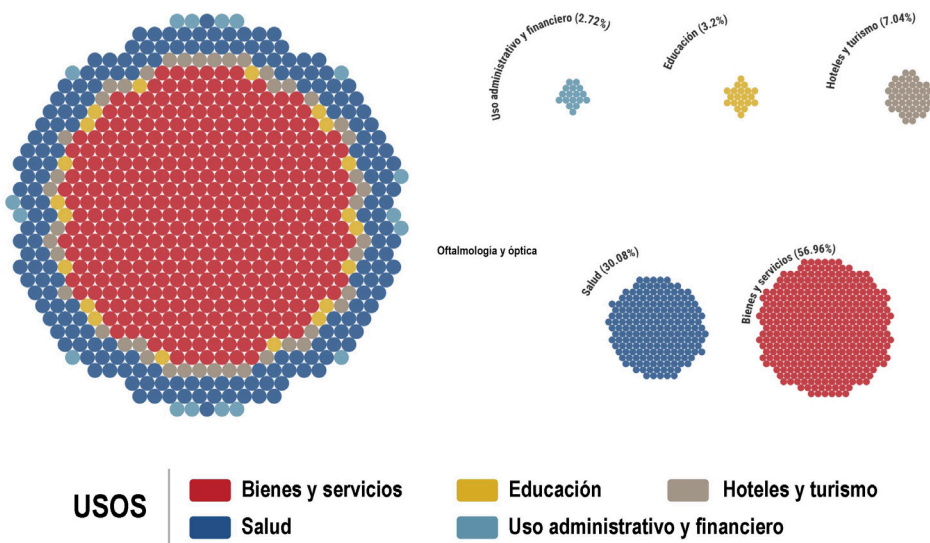 Uso administrativo y financiero (2.72%)
Educación (3.2%)
Hoteles y turismo (7.04%)
Oftalmología y óptica
Salud (30.08%)
Bienes y servicios (56.96%)
USOS
Bienes y servicios
Educación
Hoteles y turismo
Salud
Uso administrativo y financiero